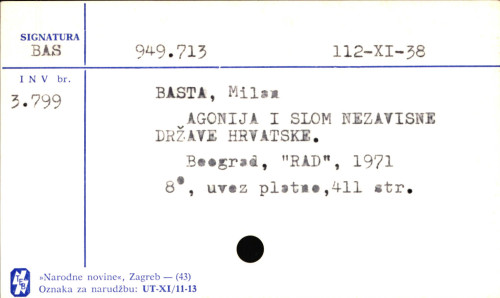 SIGNATURA
BAS 949.713 112-XI-38
I N V br.
3.799
BASTA, Milan
AGONIJA I SLOM NEZAVISNE
DRŽAVE HRVATSKE.
Beograd, "RAD", 1971
8°, uvez platno,411 str.
»Narodne novine«, Zagreb — (43)
Oznaka za narudžbu: UT-XI/11-13